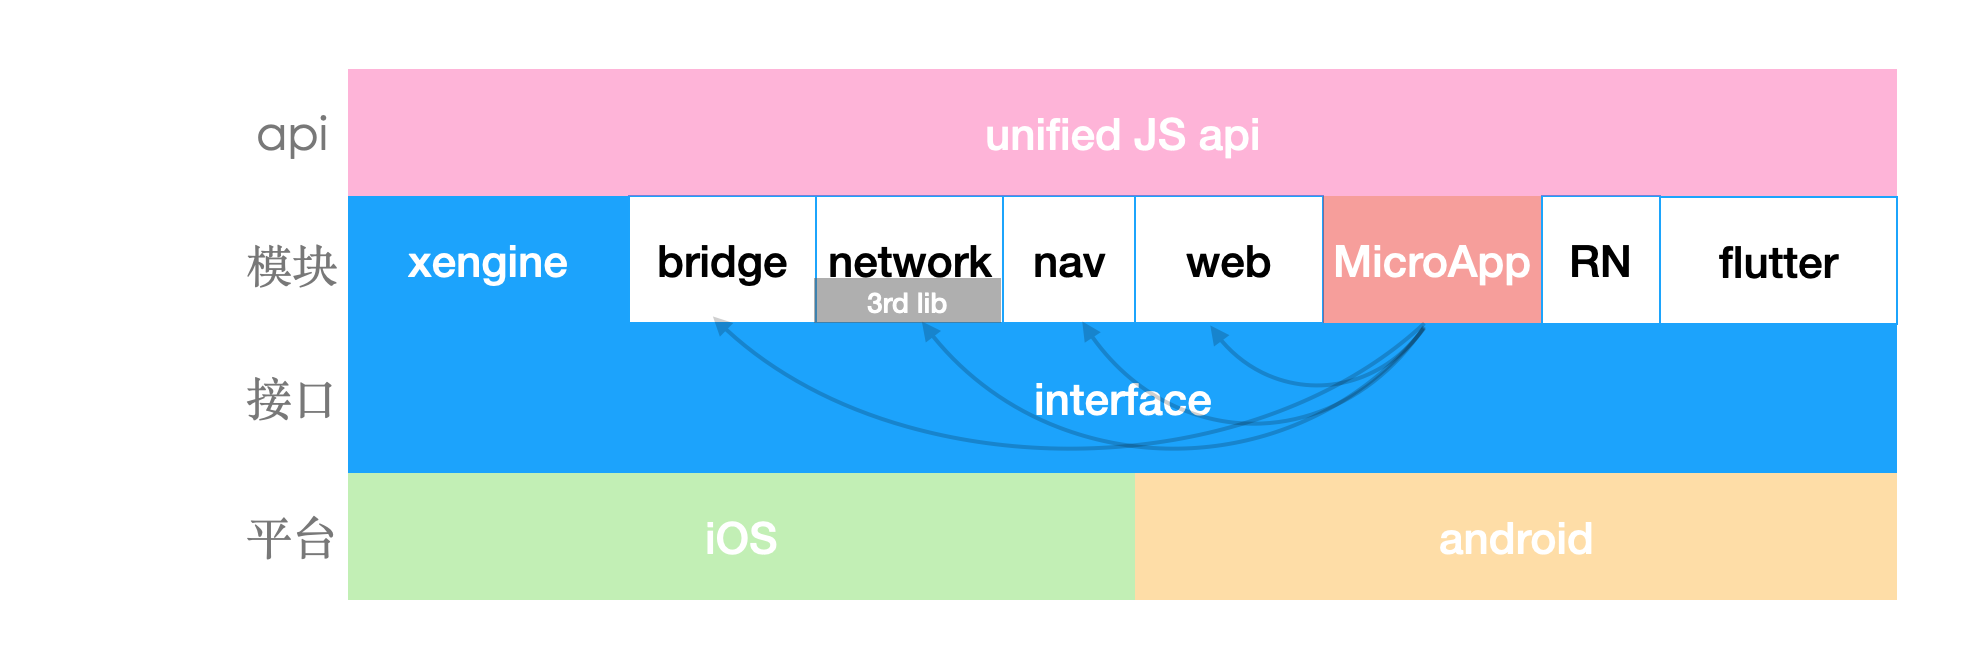 api
unified JS api
模块
xengine
bridge
network
3rd lib
nav
web
MicroApp
RN
flutter
接口
interface
平台
iOS
android